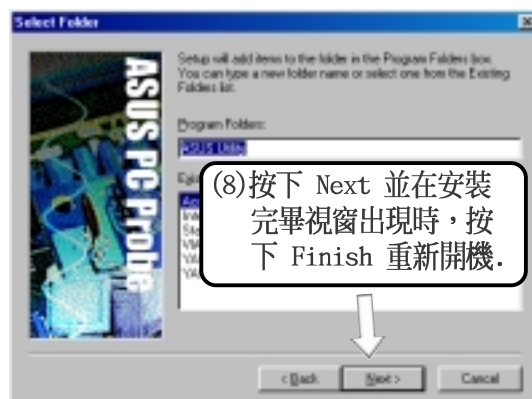 Select Folder
ASUS PC Probe
Setup will add items to the folder in the Program Folders box.
You can type a new folder name or select one from the Existing
Folders list.
Program Folders:
ASUS Utility
(8)按下 Next 並在安裝
完畢視窗出現時，按
下 Finish 重新開機.
< Back
Next >
Cancel